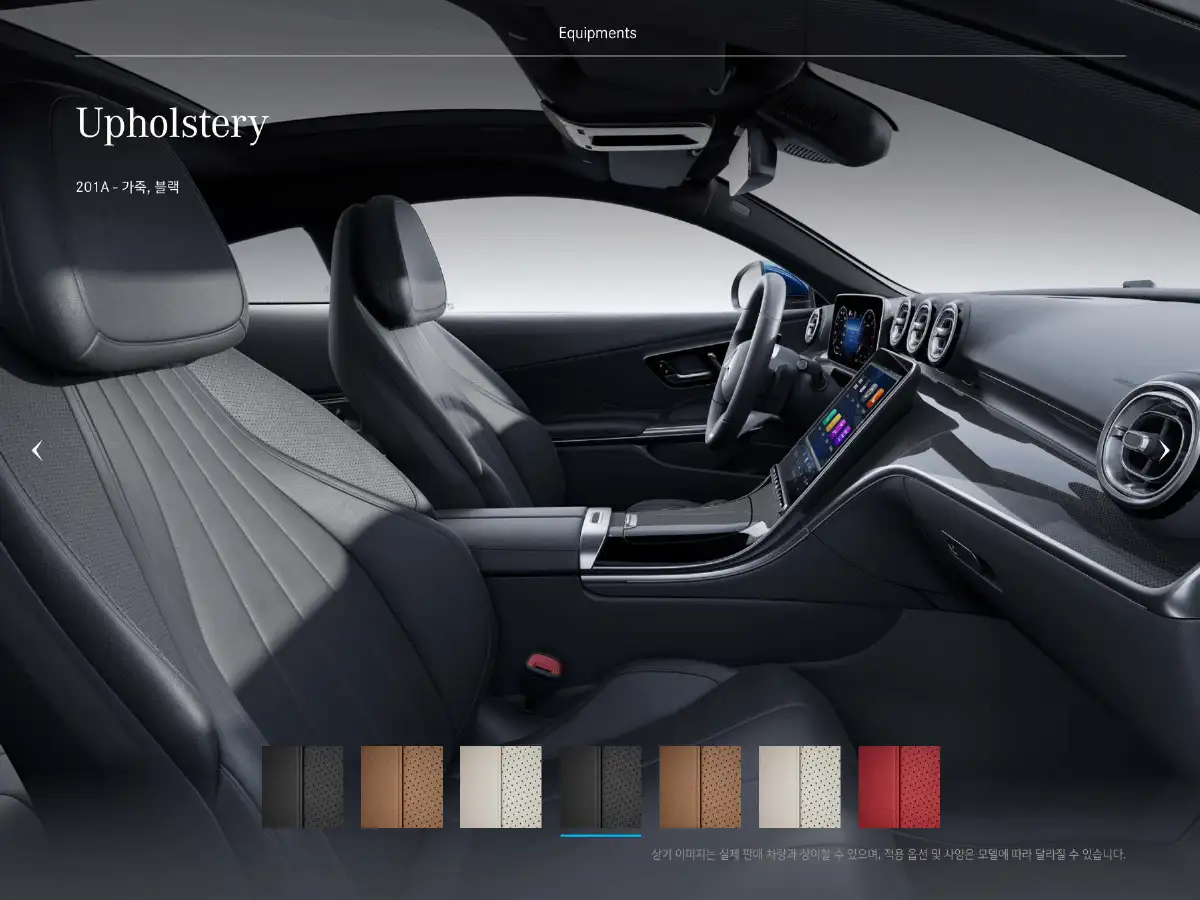 Equipments
Upholstery
201A - 가죽, 블랙
상기 이미지는 실제 판매 차량과 상이할 수 있으며, 적용 옵션 및 사양은 모델에 따라 달라질 수 있습니다.